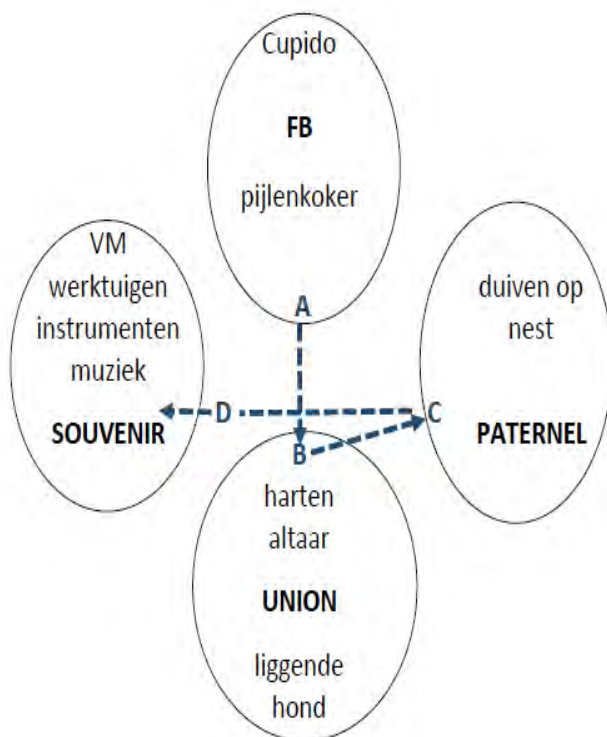 Cupido
FB
pijlenkoker
A
VM
werktuigen
instrumenten
muziek
SOUVENIR
D
duiven op
nest
C
PATERNEL
B
harten
altaar
UNION
liggende
hond